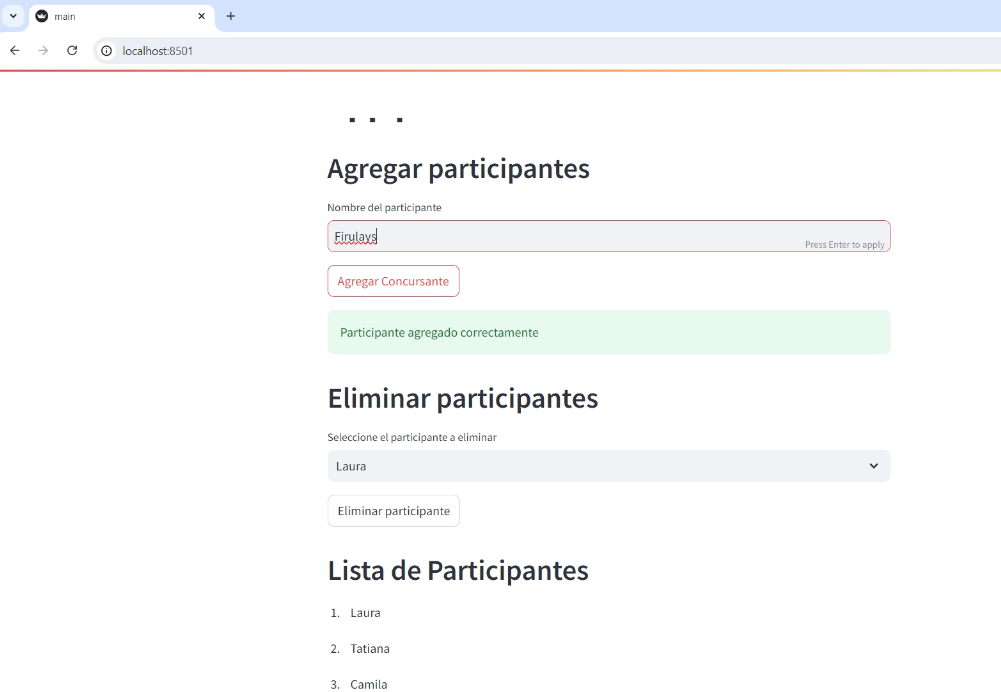 main
localhost:8501
Agregar participantes
Nombre del participante
Firulays
Press Enter to apply
Agregar Concursante
Participante agregado correctamente
Eliminar participantes
Seleccione el participante a eliminar
Laura
Eliminar participante
Lista de Participantes
1. Laura
2. Tatiana
3. Camila